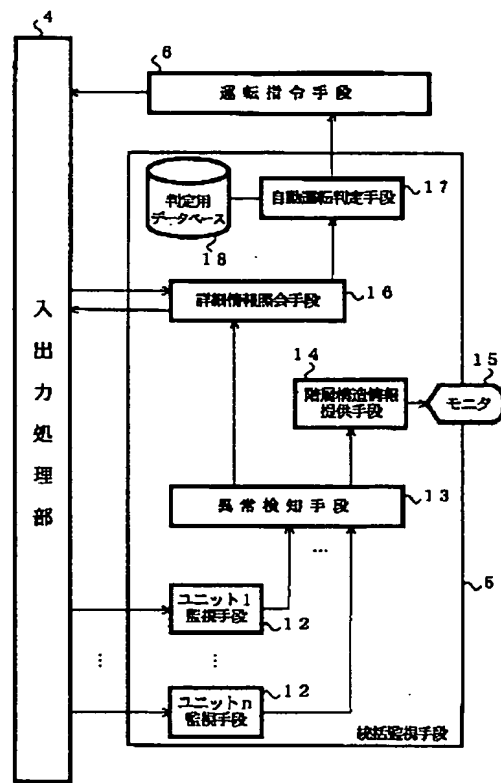 4
6
運転指令手段
判定用
データベース
18
自動運転判定手段
17
詳細情報照会手段
16
14
階層構造情報
提供手段
15
モニタ
入出力処理部
異常検知手段
13
…
ユニット1
監視手段
12
5
…
…
ユニットn
監視手段
12
統括監視手段